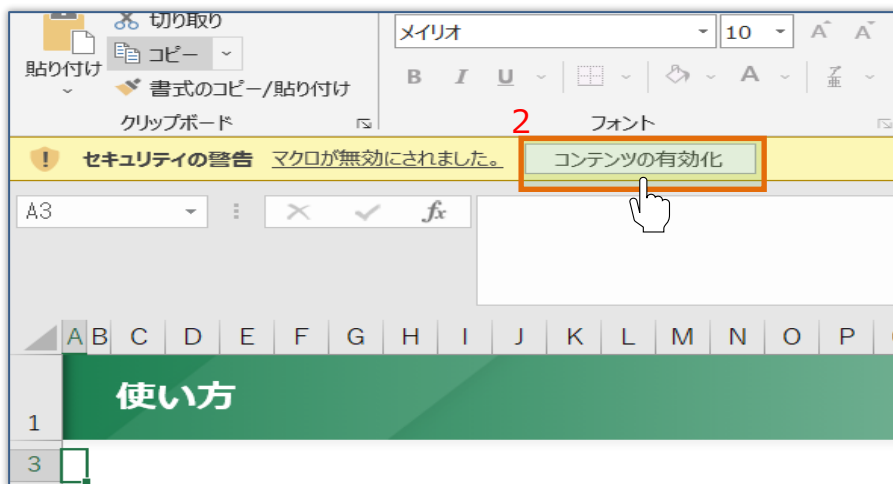 切り取り
コピー
貼り付け
書式のコピー/貼り付け
クリップボード
メイリオ
10
A A
B I U A ア亜
フォント
2
セキュリティの警告 マクロが無効にされました。 コンテンツの有効化
A3
fx
A B C D E F G H I J K L M N O P
1
使い方
3